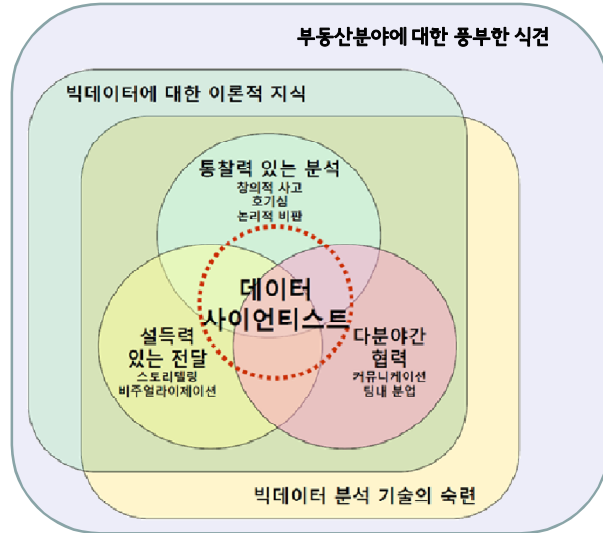 부동산분야에 대한 풍부한 식견
빅데이터에 대한 이론적 지식
통찰력 있는 분석
창의적 사고
호기심
논리적 비판
데이터
사이언티스트
설득력
있는 전달
스토리텔링
비주얼라이제이션
다분야간
협력
커뮤니케이션
팀내 분업
빅데이터 분석 기술의 숙련